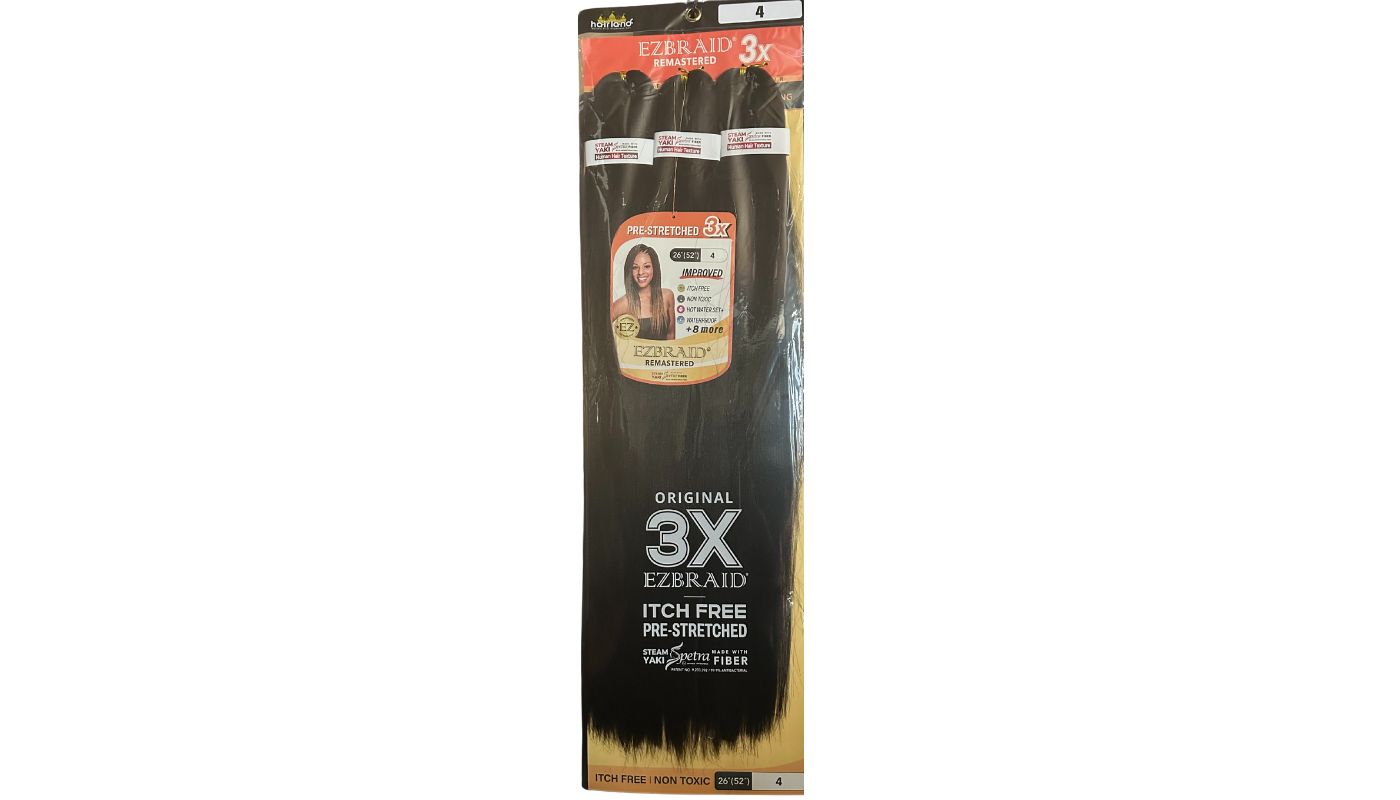 hairland
4
EZBRAID® 3X
REMASTERED
NG
STEAM YAKI
Human Hair Texture
STEAM YAKI
Human Hair Texture
STEAM YAKI
Human Hair Texture
PRE-STRETCHED 3X
26"(52") 4
IMPROVED
ITCH FREE
NON TOXIC
HOT WATER SET
WATERPROOF
+8 more
EZ
EZBRAID®
REMASTERED
ORIGINAL
3X
EZBRAID®
ITCH FREE
PRE-STRETCHED
STEAM YAKI Spetra MADE WITH FIBER
ITCH FREE | NON TOXIC 26"(52") 4